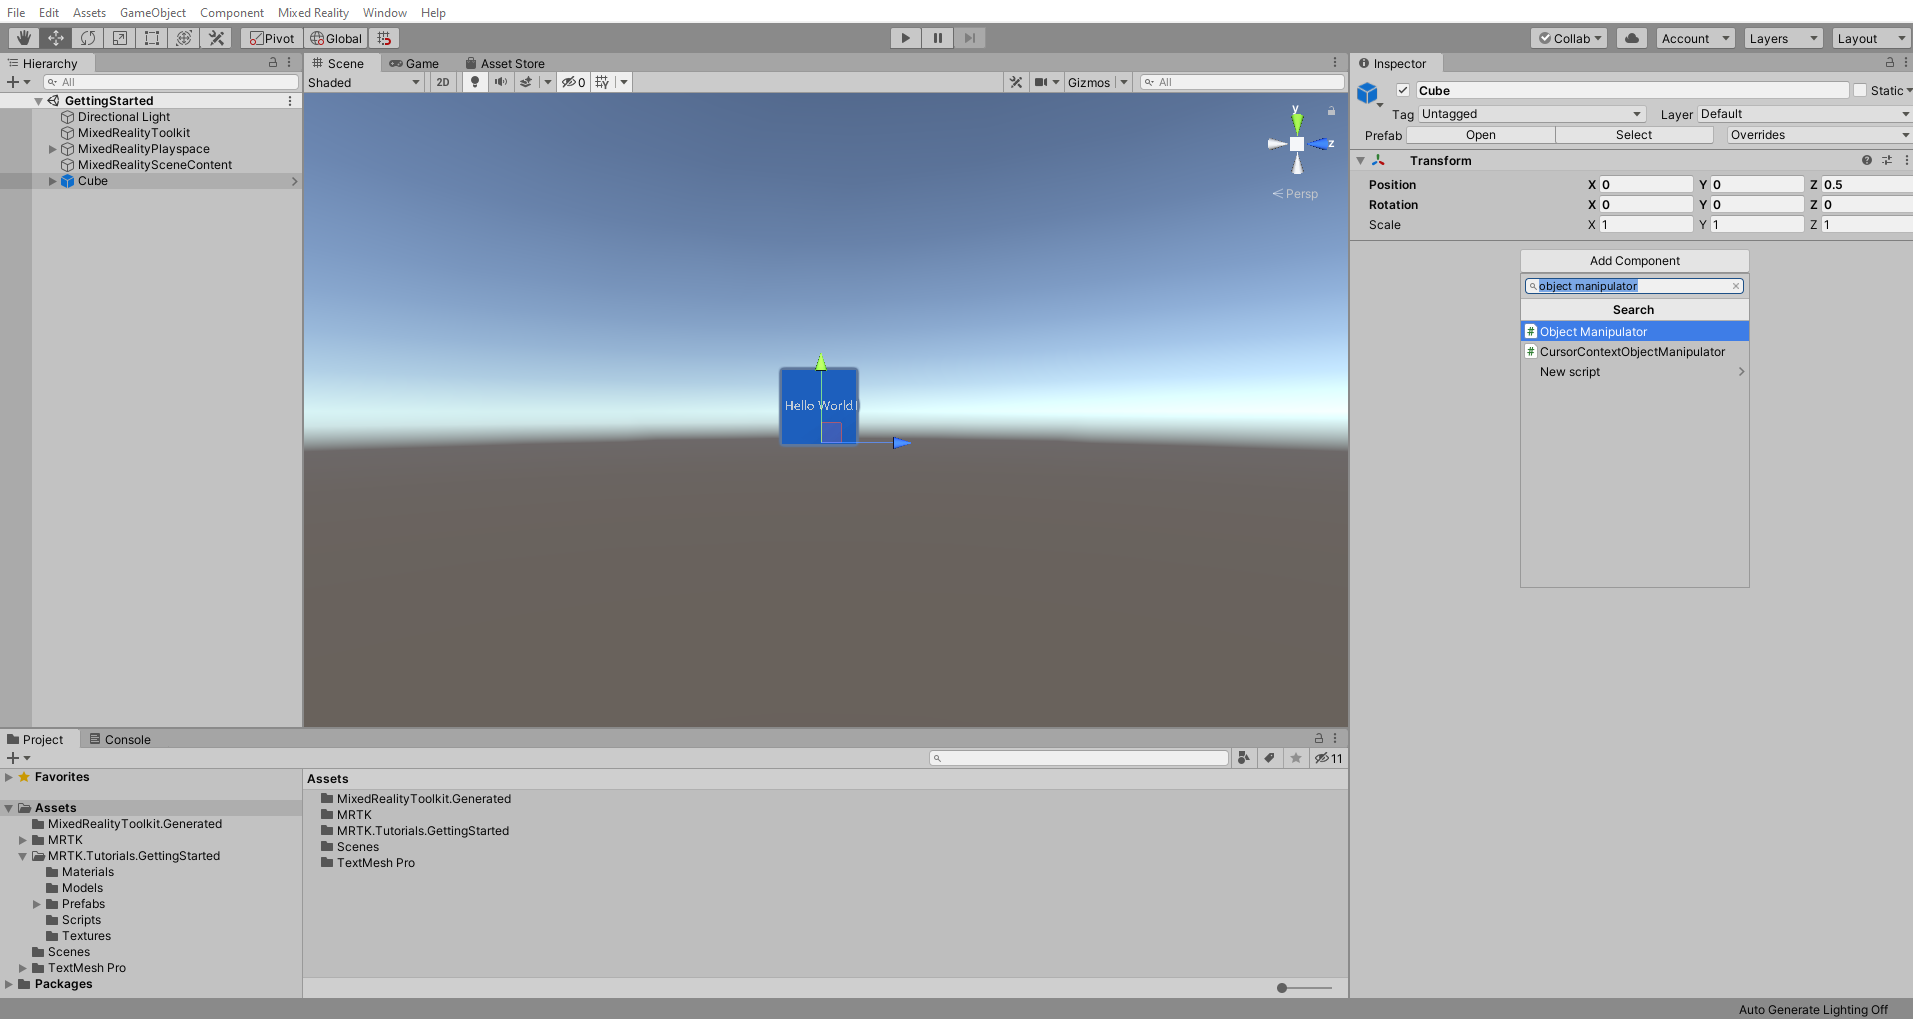 File Edit Assets GameObject Component Mixed Reality Window Help
Pivot Global Collab Account Layers Layout
Hierarchy
All
GettingStarted
Directional Light
MixedRealityToolkit
MixedRealityPlayspace
MixedRealitySceneContent
Cube
Scene Game Asset Store
Shaded 2D 0 Gizmos All
y
z
Persp
Hello World!
Inspector
Cube Static
Tag Untagged Layer Default
Prefab Open Select Overrides
Transform
Position X 0 Y 0 Z 0.5
Rotation X 0 Y 0 Z 0
Scale X 1 Y 1 Z 1
Add Component
object manipulator
Search
# Object Manipulator
# CursorContextObjectManipulator
New script
Project Console
11
Favorites
Assets
MixedRealityToolkit.Generated
MRTK
MRTK.Tutorials.GettingStarted
Materials
Models
Prefabs
Scripts
Textures
Scenes
TextMesh Pro
Packages
Assets
MixedRealityToolkit.Generated
MRTK
MRTK.Tutorials.GettingStarted
Scenes
TextMesh Pro
Auto Generate Lighting Off